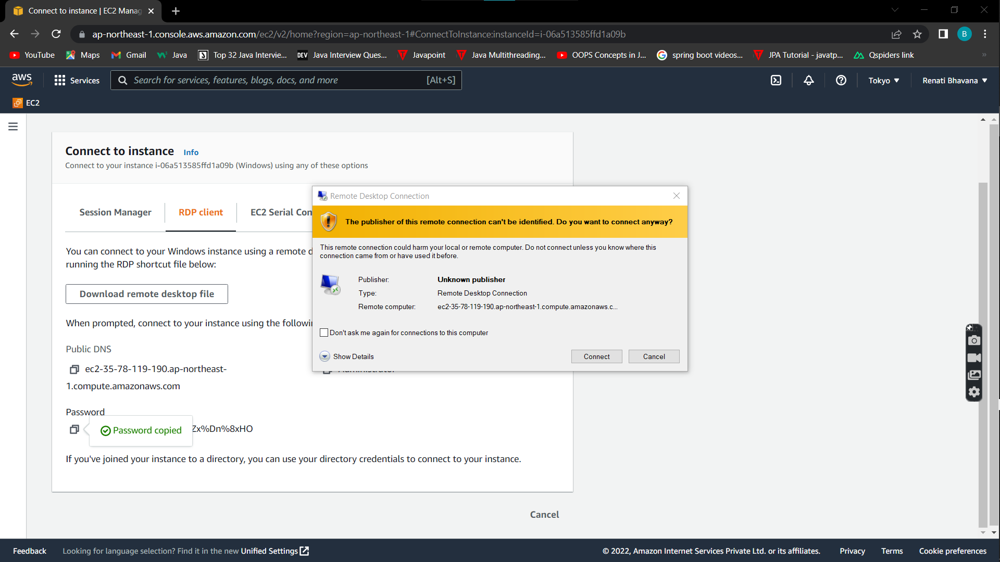 Connect to instance | EC2 Manag
ap-northeast-1.console.aws.amazon.com/ec2/v2/home?region=ap-northeast-1#ConnectToInstance:instanceId=i-06a513585ffd1a09b
B
YouTube Maps Gmail Java Top 32 Java Intervie... DEV Java Interview Ques... Javapoint Java Multithreading... OOPS Concepts in J... spring boot videos... JPA Tutorial - javatp... Qspiders link »
aws Services Search for services, features, blogs, docs, and more [Alt+S] Tokyo ▼ Renati Bhavana ▼
EC2
Connect to instance Info
Connect to your instance i-06a513585ffd1a09b (Windows) using any of these options
Session Manager RDP client EC2 Serial Con
You can connect to your Windows instance using a remote d
running the RDP shortcut file below:
Download remote desktop file
When prompted, connect to your instance using the followi
Public DNS
ec2-35-78-119-190.ap-northeast-
1.compute.amazonaws.com
Administrator
Password
Password copied
Zx%Dn%8xHO
If you've joined your instance to a directory, you can use your directory credentials to connect to your instance.
Cancel
Remote Desktop Connection
The publisher of this remote connection can't be identified. Do you want to connect anyway?
This remote connection could harm your local or remote computer. Do not connect unless you know where this
connection came from or have used it before.
Publisher: Unknown publisher
Type: Remote Desktop Connection
Remote computer: ec2-35-78-119-190.ap-northeast-1.compute.amazonaws.c...
Don't ask me again for connections to this computer
Show Details Connect Cancel
Feedback Looking for language selection? Find it in the new Unified Settings © 2022, Amazon Internet Services Private Ltd. or its affiliates. Privacy Terms Cookie preferences